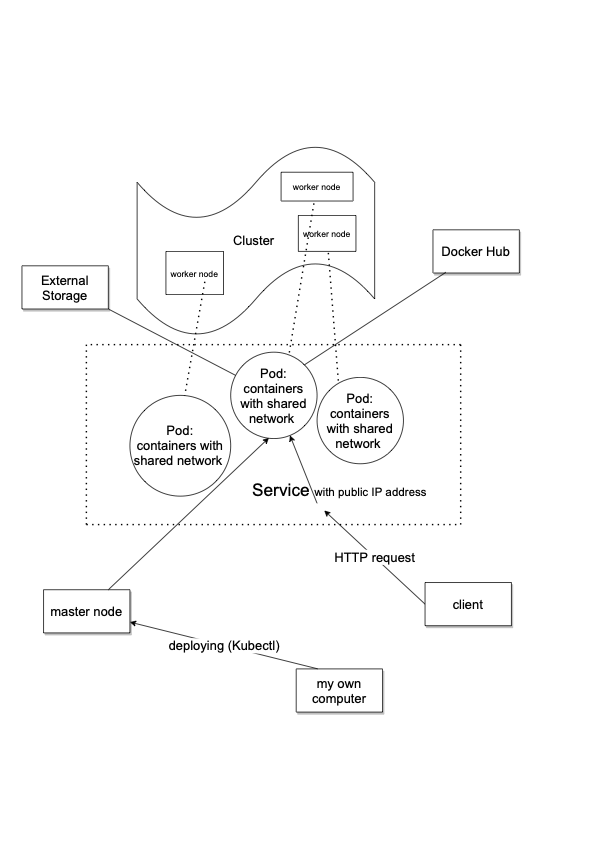 worker node
worker node
Cluster
Docker Hub
worker node
External
Storage
Pod:
containers
with shared
network
Pod:
containers
with shared
network
Pod:
containers with
shared network
Service with public IP address
HTTP request
client
master node
deploying (Kubectl)
my own
computer